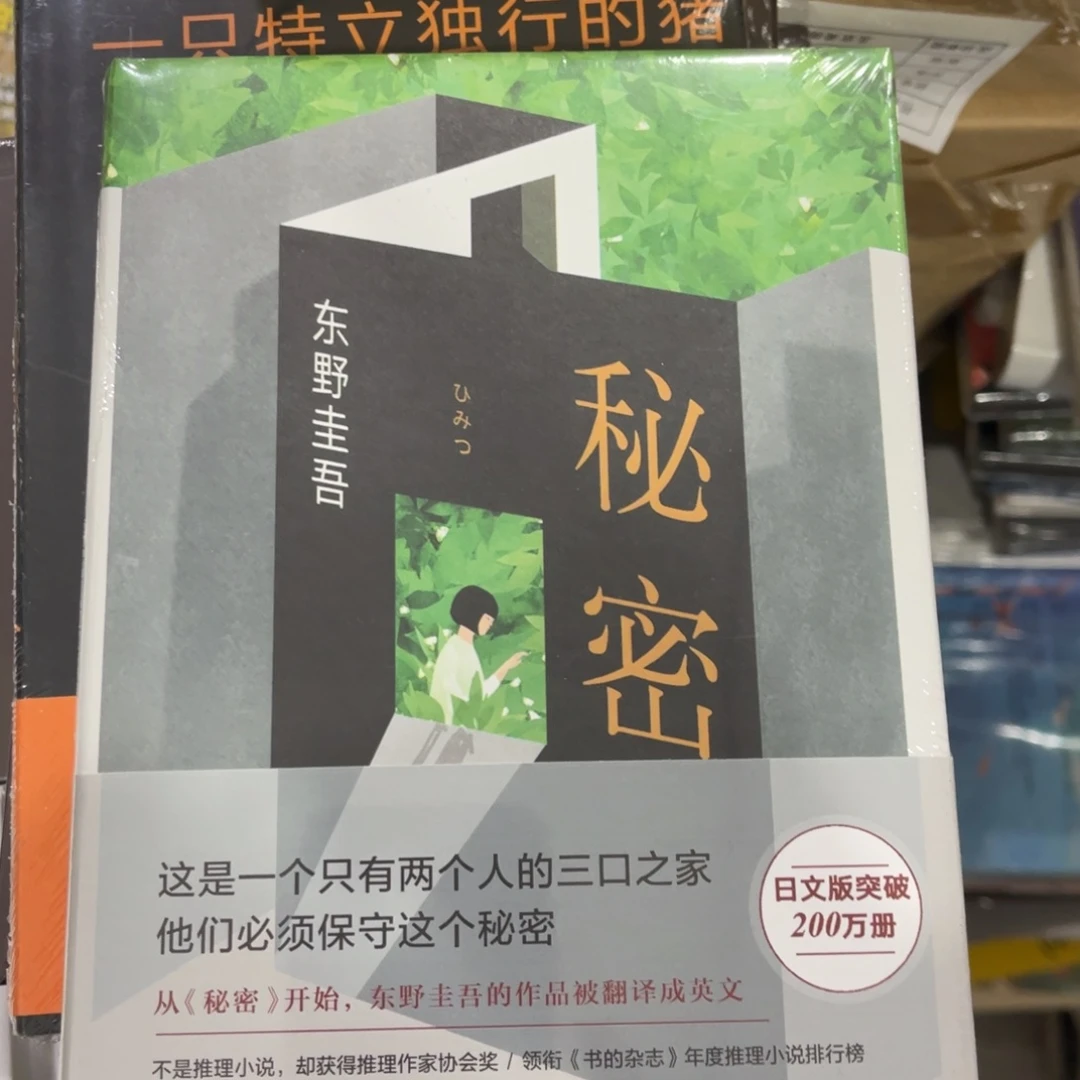 一只特立独行的猪
东野圭吾
ひみつ
秘密
这是一个只有两个人的三口之家
他们必须保守这个秘密
日文版突破
200万册
从《秘密》开始，东野圭吾的作品被翻译成英文
不是推理小说，却获得推理作家协会奖 / 领衔《书的杂志》年度推理小说排行榜